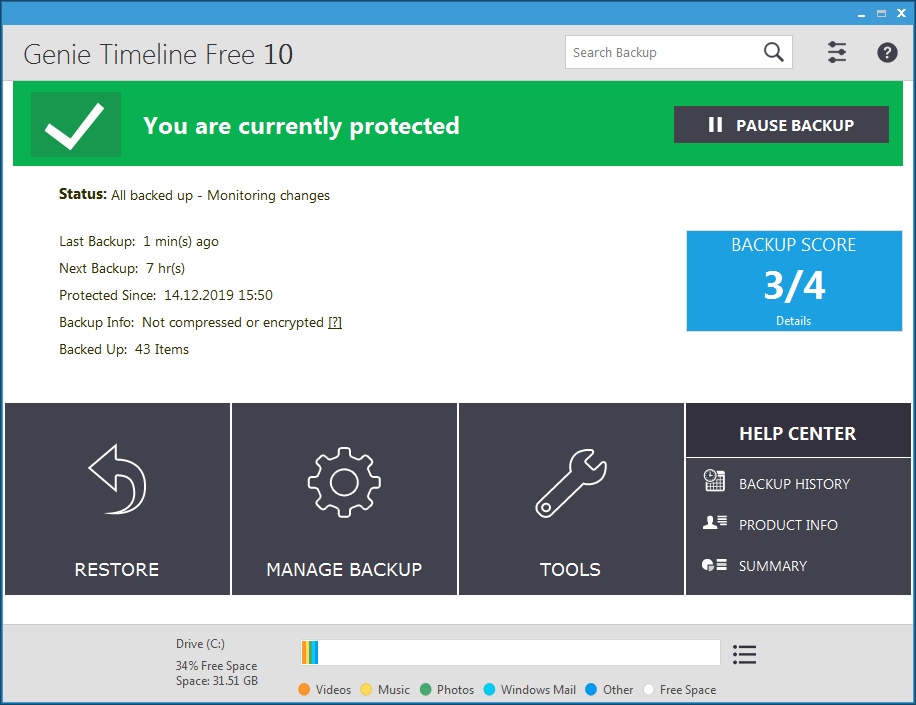 Genie Timeline Free 10
Search Backup
You are currently protected
PAUSE BACKUP
Status: All backed up - Monitoring changes
Last Backup: 1 min(s) ago
Next Backup: 7 hr(s)
Protected Since: 14.12.2019 15:50
Backup Info: Not compressed or encrypted [?]
Backed Up: 43 Items
BACKUP SCORE
3/4
Details
RESTORE
MANAGE BACKUP
TOOLS
HELP CENTER
BACKUP HISTORY
PRODUCT INFO
SUMMARY
Drive (C:)
34% Free Space
Space: 31.51 GB
Videos Music Photos Windows Mail Other Free Space